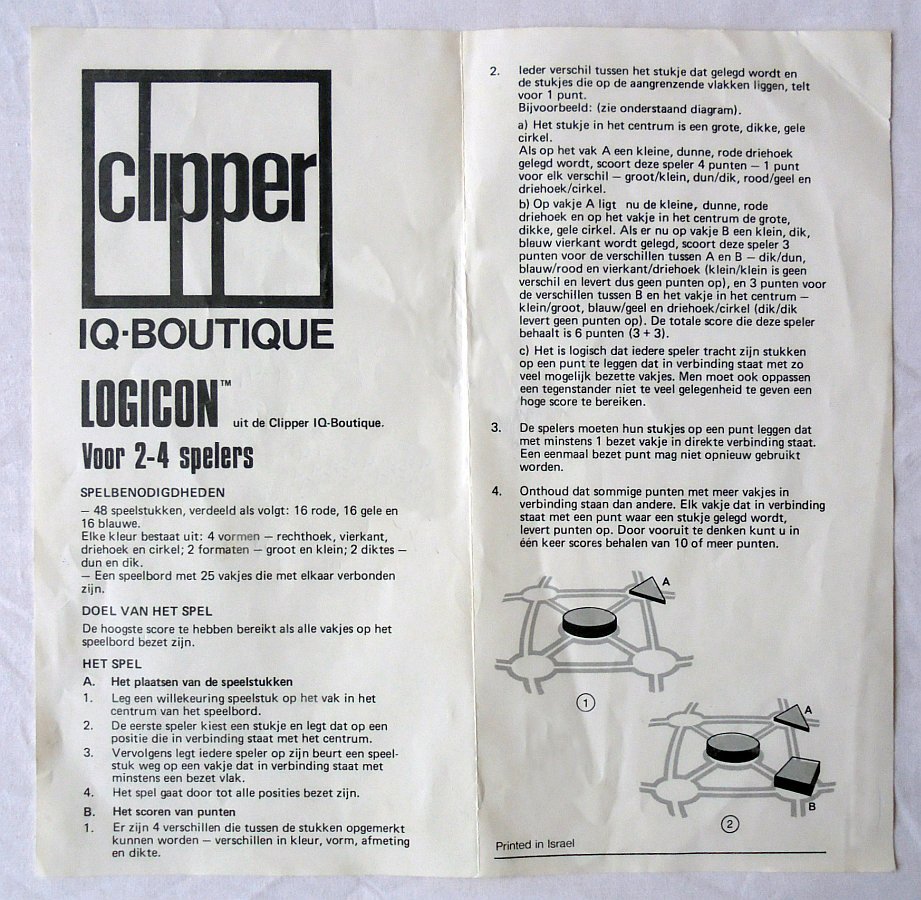 clipper
IQ·BOUTIQUE
LOGICON™ uit de Clipper IQ-Boutique.
Voor 2-4 spelers
SPELBENODIGDHEDEN
— 48 speelstukken, verdeeld als volgt: 16 rode, 16 gele en
16 blauwe.
Elke kleur bestaat uit: 4 vormen — rechthoek, vierkant,
driehoek en cirkel; 2 formaten — groot en klein; 2 diktes —
dun en dik.
— Een speelbord met 25 vakjes die met elkaar verbonden
zijn.
DOEL VAN HET SPEL
De hoogste score te hebben bereikt als alle vakjes op het
speelbord bezet zijn.
HET SPEL
A. Het plaatsen van de speelstukken
1. Leg een willekeuring speelstuk op het vak in het
centrum van het speelbord.
2. De eerste speler kiest een stukje en legt dat op een
positie die in verbinding staat met het centrum.
3. Vervolgens legt iedere speler op zijn beurt een speel-
stuk weg op een vakje dat in verbinding staat met
minstens een bezet vlak.
4. Het spel gaat door tot alle posities bezet zijn.
B. Het scoren van punten
1. Er zijn 4 verschillen die tussen de stukken opgemerkt
kunnen worden — verschillen in kleur, vorm, afmeting
en dikte.
2. Ieder verschil tussen het stukje dat gelegd wordt en
de stukjes die op de aangrenzende vlakken liggen, telt
voor 1 punt.
Bijvoorbeeld: (zie onderstaand diagram).
a) Het stukje in het centrum is een grote, dikke, gele
cirkel.
Als op het vak A een kleine, dunne, rode driehoek
gelegd wordt, scoort deze speler 4 punten — 1 punt
voor elk verschil — groot/klein, dun/dik, rood/geel en
driehoek/cirkel.
b) Op vakje A ligt nu de kleine, dunne, rode
driehoek en op het vakje in het centrum de grote,
dikke, gele cirkel. Als er nu op vakje B een klein, dik,
blauw vierkant wordt gelegd, scoort deze speler 3
punten voor de verschillen tussen A en B — dik/dun,
blauw/rood en vierkant/driehoek (klein/klein is geen
verschil en levert dus geen punten op), en 3 punten voor
de verschillen tussen B en het vakje in het centrum —
klein/groot, blauw/geel en driehoek/cirkel (dik/dik
levert geen punten op). De totale score die deze speler
behaalt is 6 punten (3 + 3).
c) Het is logisch dat iedere speler tracht zijn stukken
op een punt te leggen dat in verbinding staat met zo
veel mogelijk bezette vakjes. Men moet ook oppassen
een tegenstander niet te veel gelegenheid te geven een
hoge score te bereiken.
3. De spelers moeten hun stukjes op een punt leggen dat
met minstens 1 bezet vakje in direkte verbinding staat.
Een eenmaal bezet punt mag niet opnieuw gebruikt
worden.
4. Onthoud dat sommige punten met meer vakjes in
verbinding staan dan andere. Elk vakje dat in verbinding
staat met een punt waar een stukje gelegd wordt,
levert punten op. Door vooruit te denken kunt u in
één keer scores behalen van 10 of meer punten.
A
1
A
B
2
Printed in Israel